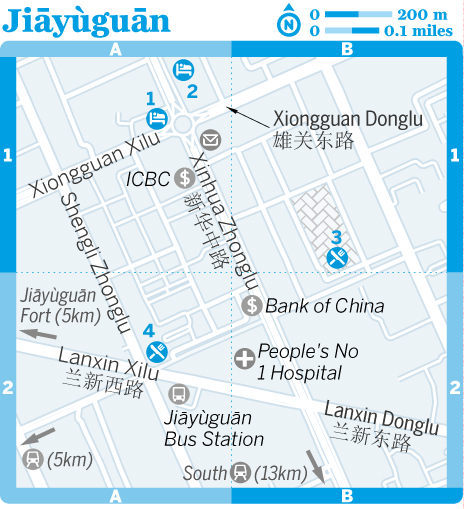 Jiāyùguān
N
0 200 m
0 0.1 miles
A B
2
1
Xiongguan Donglu
雄关东路
Xiongguan Xilu
1 1
ICBC $
Xinhua Zhonglu
新华中路
Shengli Zhonglu
3
Jiāyùguān
Fort (5km)
$ Bank of China
4
People's No
1 Hospital
Lanxin Xilu
兰新西路
2 2
Jiāyùguān
Bus Station
Lanxin Donglu
兰新东路
(5km)
South (13km)
A B